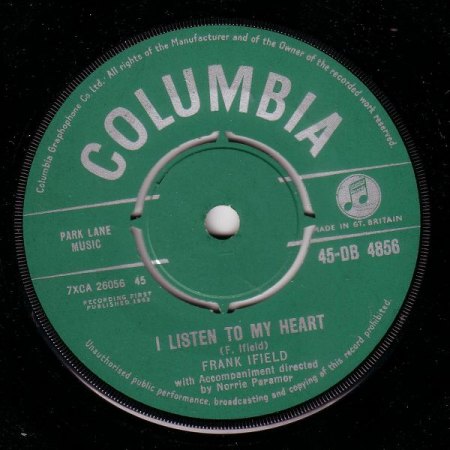 Columbia Graphophone Co. Ltd. All rights of the Manufacturer and of the Owner of the recorded work reserved.
COLUMBIA
PARK LANE
MUSIC
MADE IN GT. BRITAIN
45-DB 4856
7XCA 26056 45
RECORDING FIRST
PUBLISHED 1962
I LISTEN TO MY HEART
(F. Ifield)
FRANK IFIELD
with Accompaniment directed
by Norrie Paramor
Unauthorised public performance, broadcasting and copying of this record prohibited.